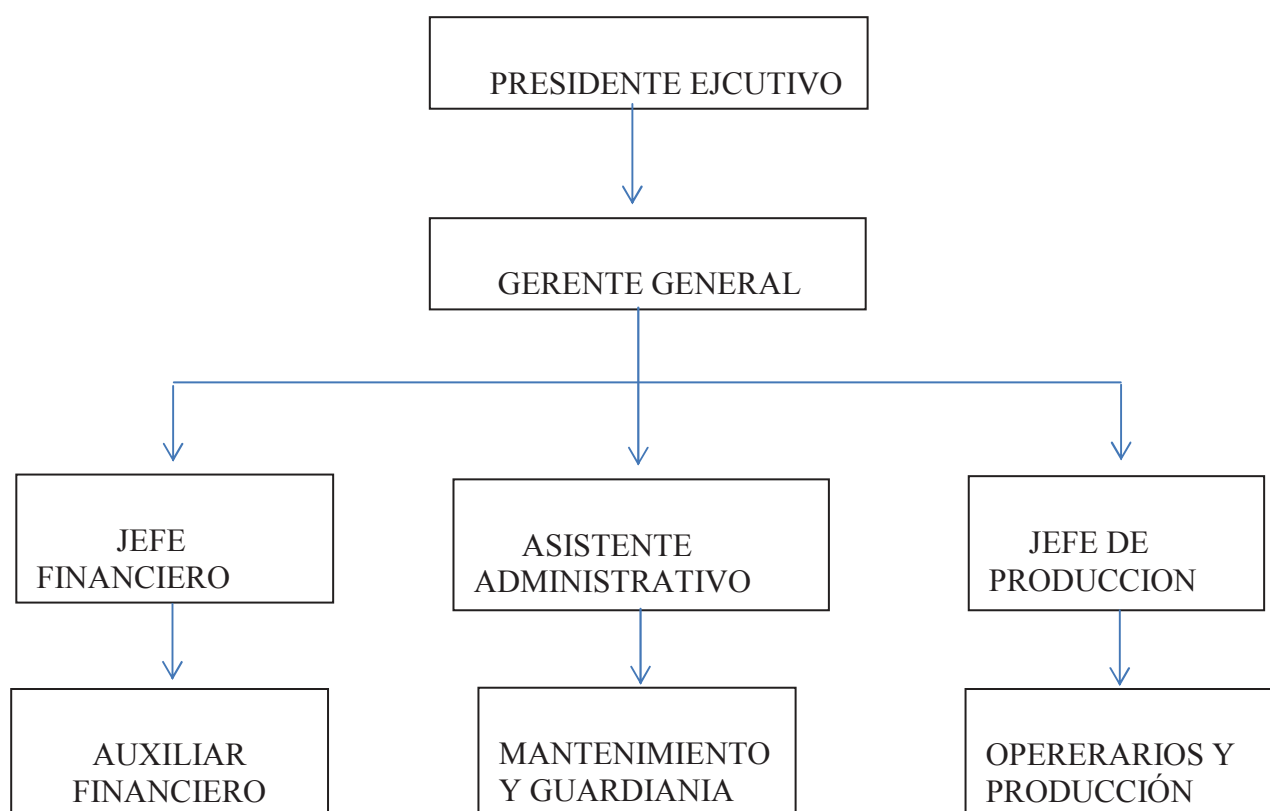 PRESIDENTE EJCUTIVO
GERENTE GENERAL
JEFE
FINANCIERO
ASISTENTE
ADMINISTRATIVO
JEFE DE
PRODUCCION
AUXILIAR
FINANCIERO
MANTENIMIENTO
Y GUARDIANIA
OPERERARIOS Y
PRODUCCIÓN